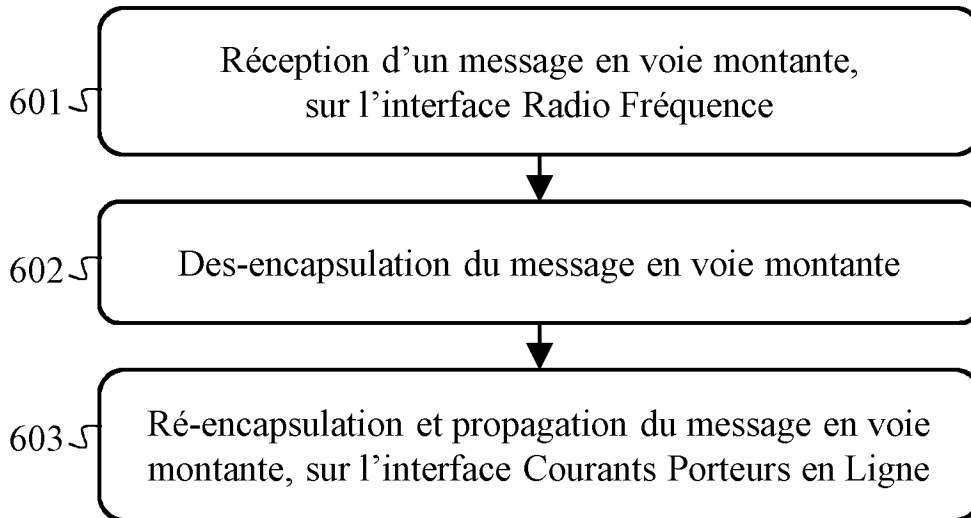 Réception d’un message en voie montante,
sur l’interface Radio Fréquence
601
Des-encapsulation du message en voie montante
602
Ré-encapsulation et propagation du message en voie
montante, sur l’interface Courants Porteurs en Ligne
603